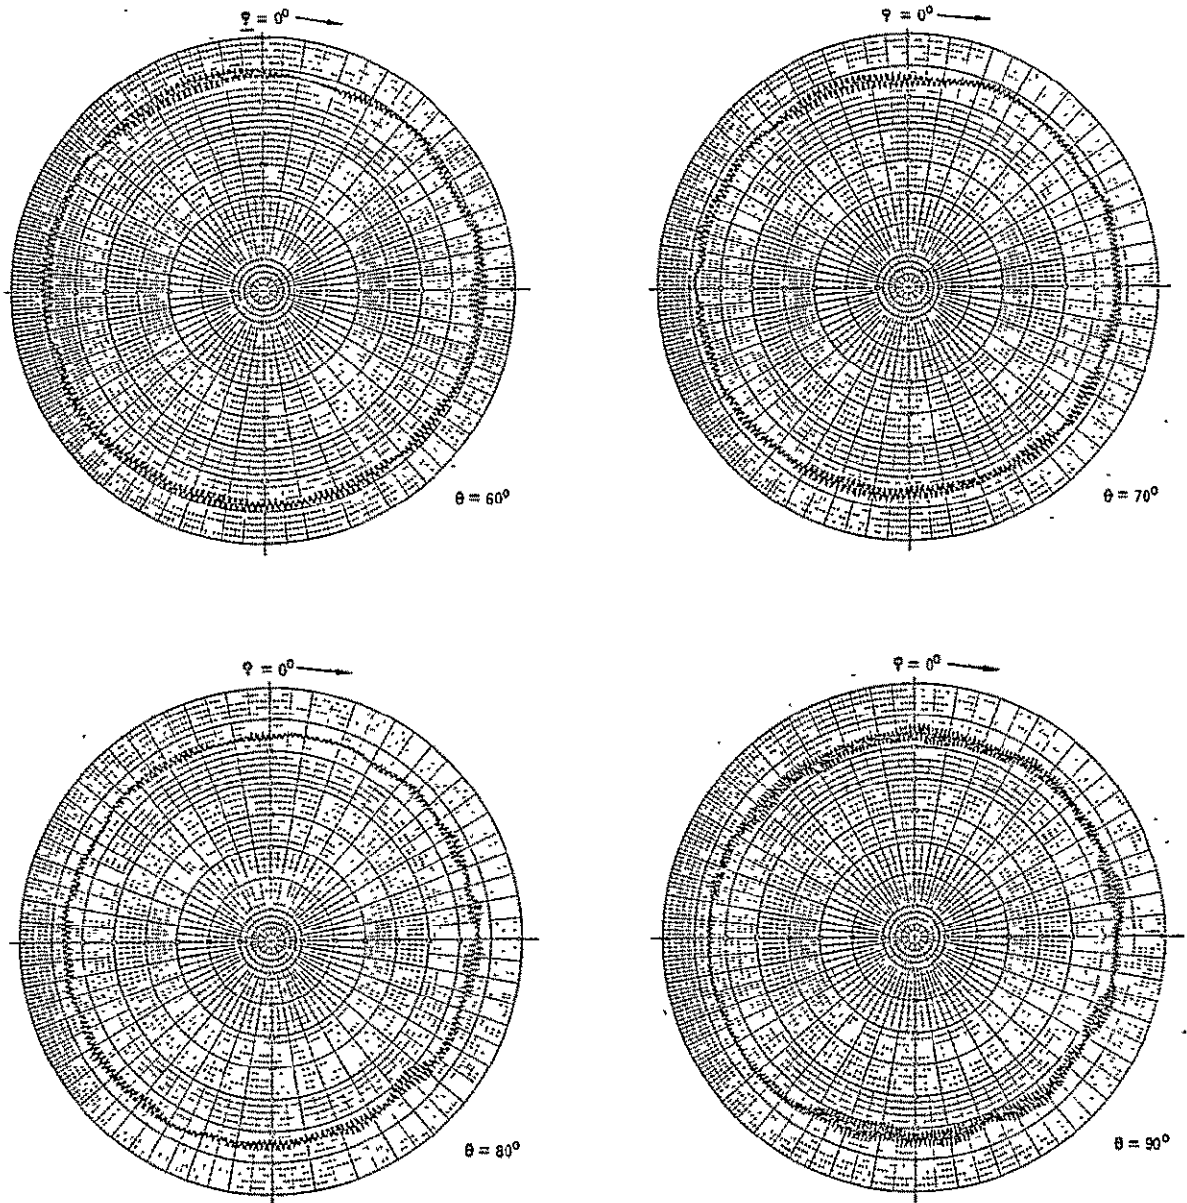 φ = 0°
φ = 0°
θ = 60°
θ = 70°
φ = 0°
φ = 0°
θ = 80°
θ = 90°